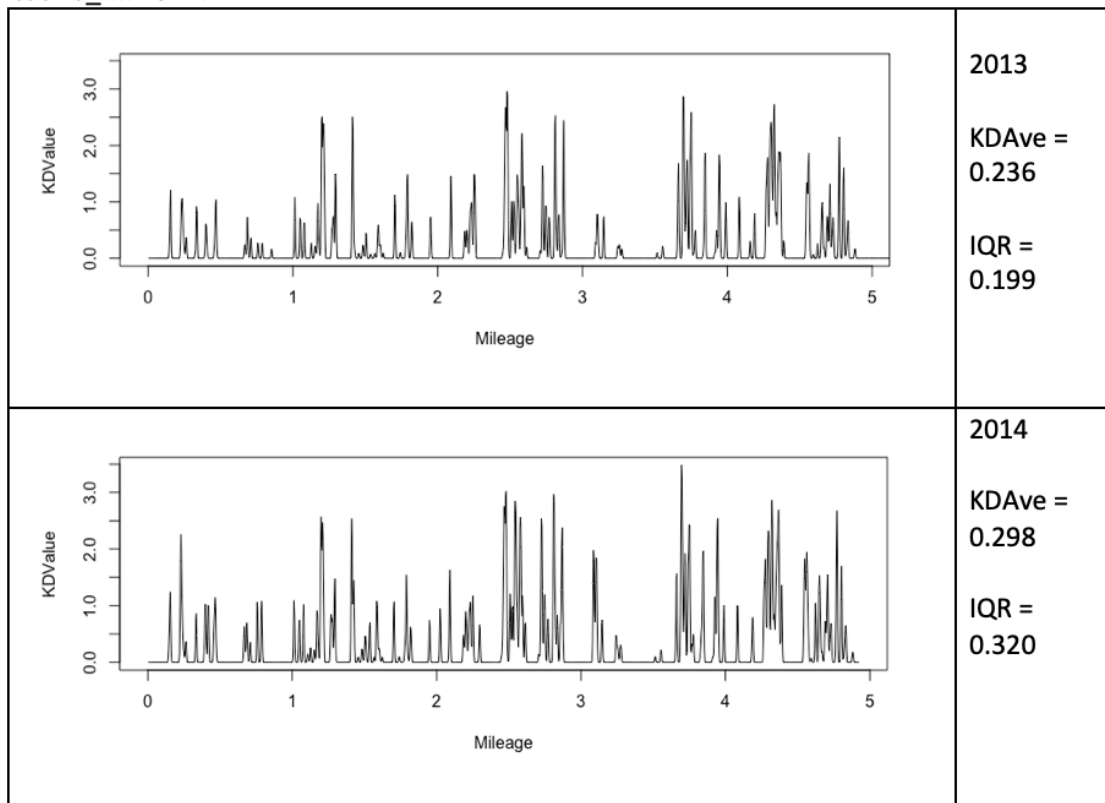 3.0
2.0
1.0
0.0
KDValue
0 1 2 3 4 5
Mileage
2013
KDAve =
0.236
IQR =
0.199
3.0
2.0
1.0
0.0
KDValue
0 1 2 3 4 5
Mileage
2014
KDAve =
0.298
IQR =
0.320